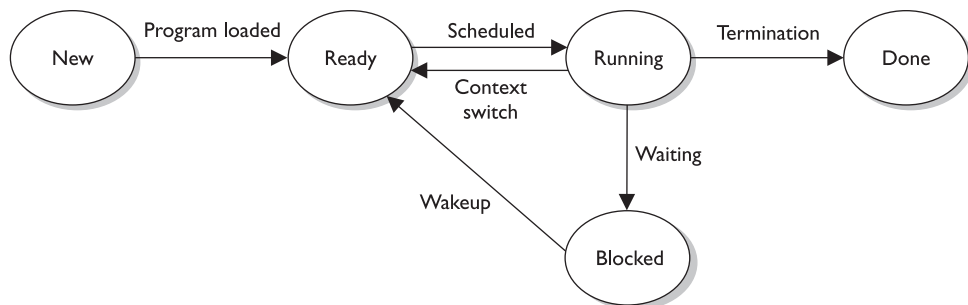 Program loaded
Scheduled
Termination
New
Ready
Running
Done
Context
switch
Waiting
Wakeup
Blocked